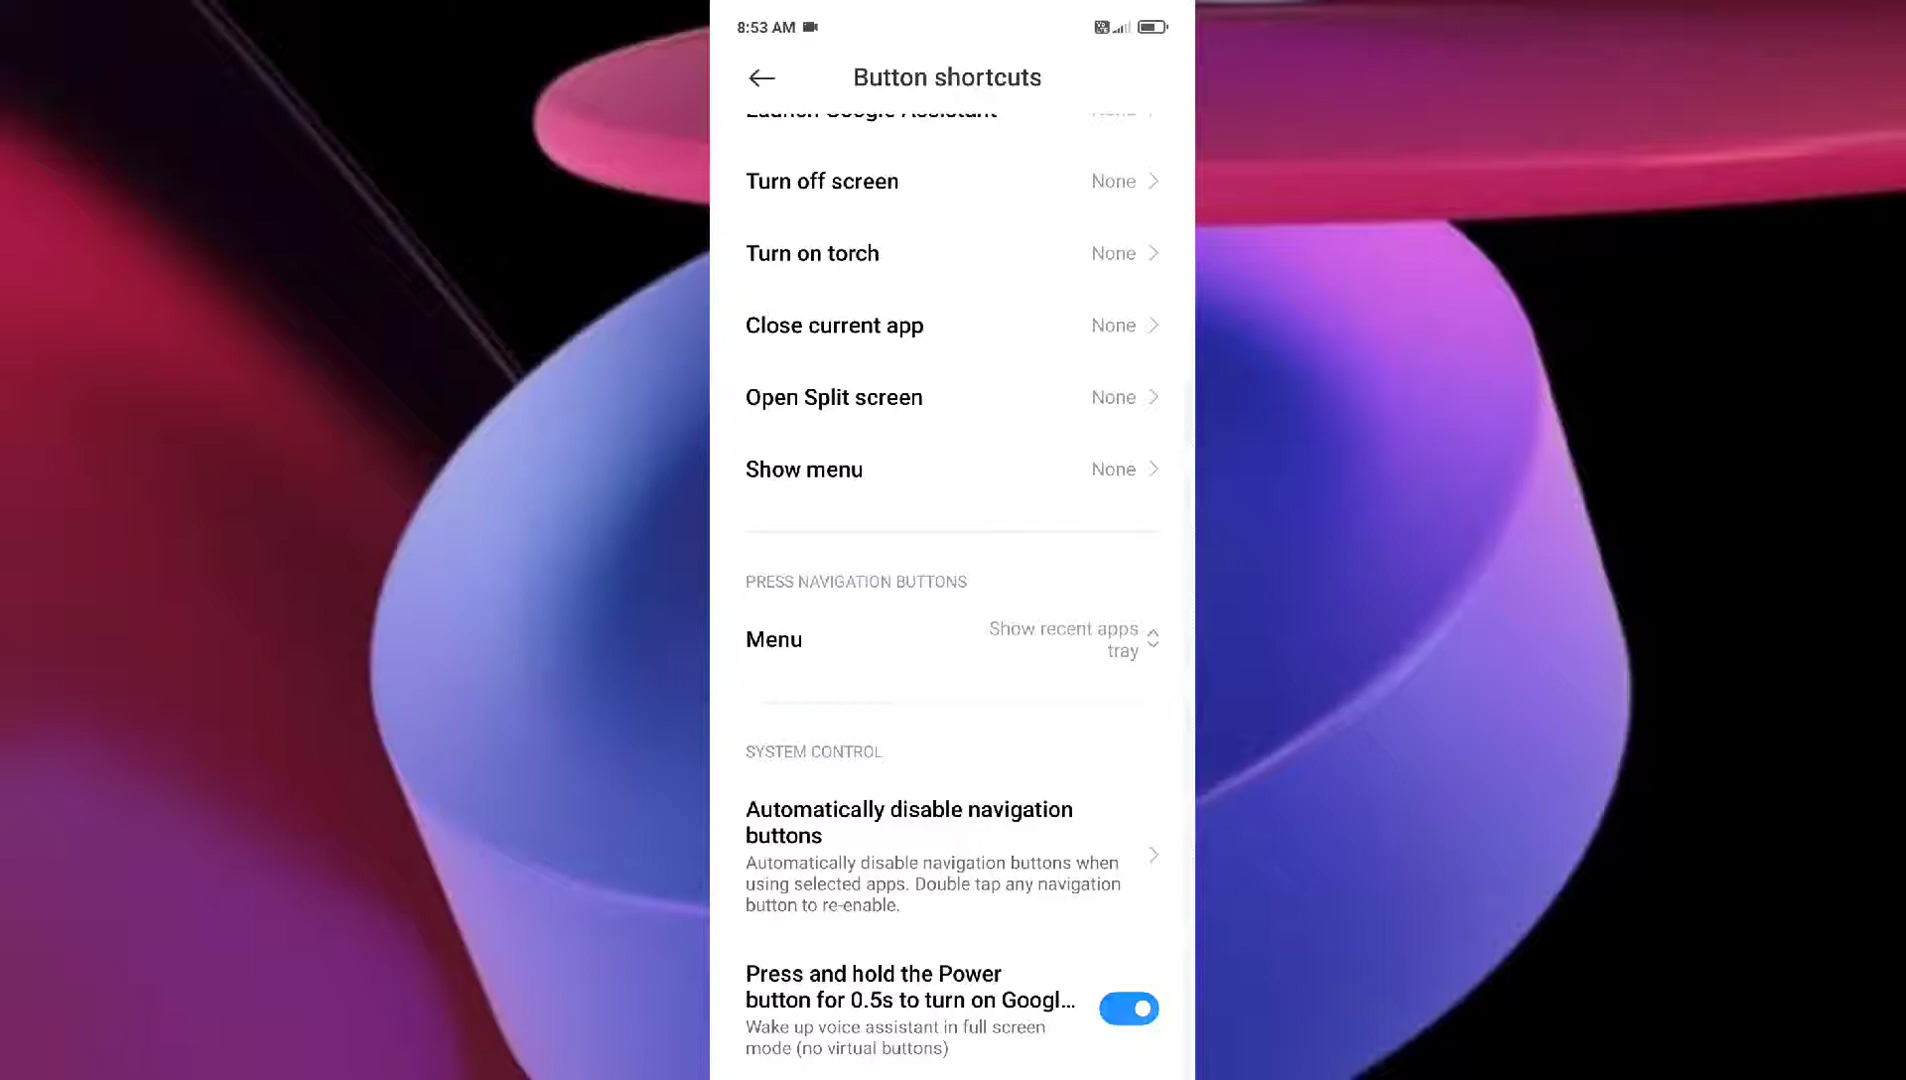 8:53 AM
Button shortcuts
Launch Google Assistant None
Turn off screen None
Turn on torch None
Close current app None
Open Split screen None
Show menu None
PRESS NAVIGATION BUTTONS
Menu Show recent apps
tray
SYSTEM CONTROL
Automatically disable navigation
buttons
Automatically disable navigation buttons when
using selected apps. Double tap any navigation
button to re-enable.
Press and hold the Power
button for 0.5s to turn on Googl...
Wake up voice assistant in full screen
mode (no virtual buttons)